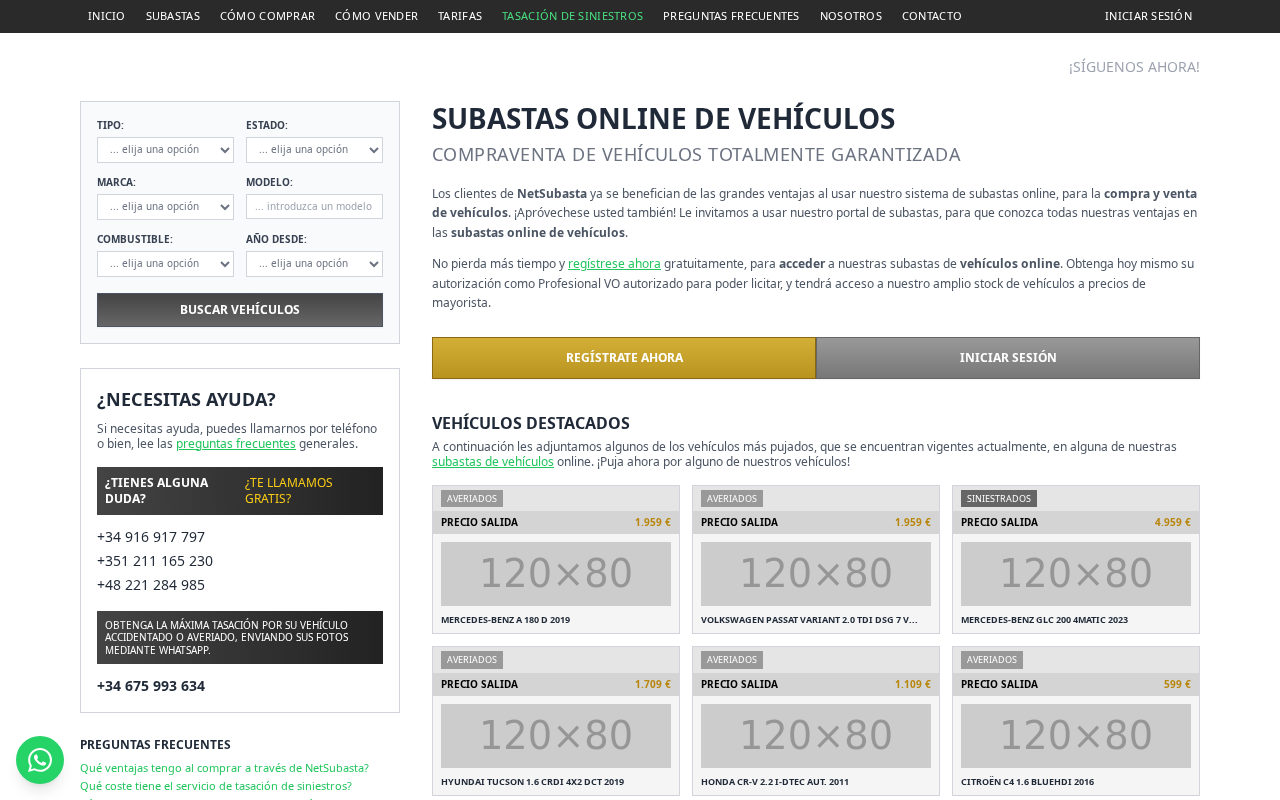 INICIO SUBASTAS CÓMO COMPRAR CÓMO VENDER TARIFAS TASACIÓN DE SINIESTROS PREGUNTAS FRECUENTES NOSOTROS CONTACTO INICIAR SESIÓN
¡SÍGUENOS AHORA!
TIPO: ESTADO:
... elija una opción ... elija una opción
MARCA: MODELO:
... elija una opción ... introduzca un modelo
COMBUSTIBLE: AÑO DESDE:
... elija una opción ... elija una opción
BUSCAR VEHÍCULOS
¿NECESITAS AYUDA?
Si necesitas ayuda, puedes llamarnos por teléfono
o bien, lee las preguntas frecuentes generales.
¿TIENES ALGUNA
DUDA?
¿TE LLAMAMOS
GRATIS?
+34 916 917 797
+351 211 165 230
+48 221 284 985
OBTENGA LA MÁXIMA TASACIÓN POR SU VEHÍCULO
ACCIDENTADO O AVERIADO, ENVIANDO SUS FOTOS
MEDIANTE WHATSAPP.
+34 675 993 634
PREGUNTAS FRECUENTES
Qué ventajas tengo al comprar a través de NetSubasta?
Qué coste tiene el servicio de tasación de siniestros?
SUBASTAS ONLINE DE VEHÍCULOS
COMPRAVENTA DE VEHÍCULOS TOTALMENTE GARANTIZADA
Los clientes de NetSubasta ya se benefician de las grandes ventajas al usar nuestro sistema de subastas online, para la compra y venta
de vehículos. ¡Apróvechese usted también! Le invitamos a usar nuestro portal de subastas, para que conozca todas nuestras ventajas en
las subastas online de vehículos.
No pierda más tiempo y regístrese ahora gratuitamente, para acceder a nuestras subastas de vehículos online. Obtenga hoy mismo su
autorización como Profesional VO autorizado para poder licitar, y tendrá acceso a nuestro amplio stock de vehículos a precios de
mayorista.
REGÍSTRATE AHORA INICIAR SESIÓN
VEHÍCULOS DESTACADOS
A continuación les adjuntamos algunos de los vehículos más pujados, que se encuentran vigentes actualmente, en alguna de nuestras
subastas de vehículos online. ¡Puja ahora por alguno de nuestros vehículos!
AVERIADOS AVERIADOS SINIESTRADOS
PRECIO SALIDA 1.959 € PRECIO SALIDA 1.959 € PRECIO SALIDA 4.959 €
120×80 120×80 120×80
MERCEDES-BENZ A 180 D 2019 VOLKSWAGEN PASSAT VARIANT 2.0 TDI DSG 7 V... MERCEDES-BENZ GLC 200 4MATIC 2023
AVERIADOS AVERIADOS AVERIADOS
PRECIO SALIDA 1.709 € PRECIO SALIDA 1.109 € PRECIO SALIDA 599 €
120×80 120×80 120×80
HYUNDAI TUCSON 1.6 CRDI 4X2 DCT 2019 HONDA CR-V 2.2 I-DTEC AUT. 2011 CITROËN C4 1.6 BLUEHDI 2016